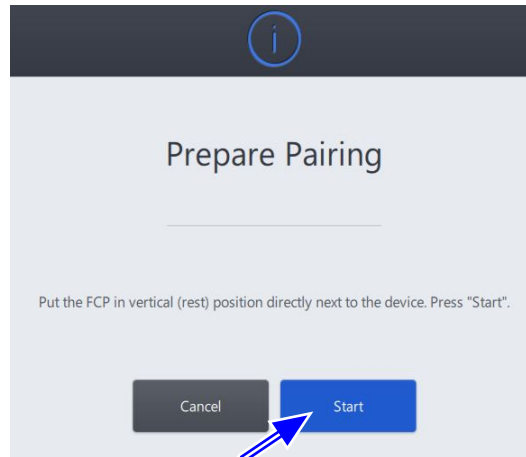 i
Prepare Pairing
Put the FCP in vertical (rest) position directly next to the device. Press "Start".
Cancel
Start